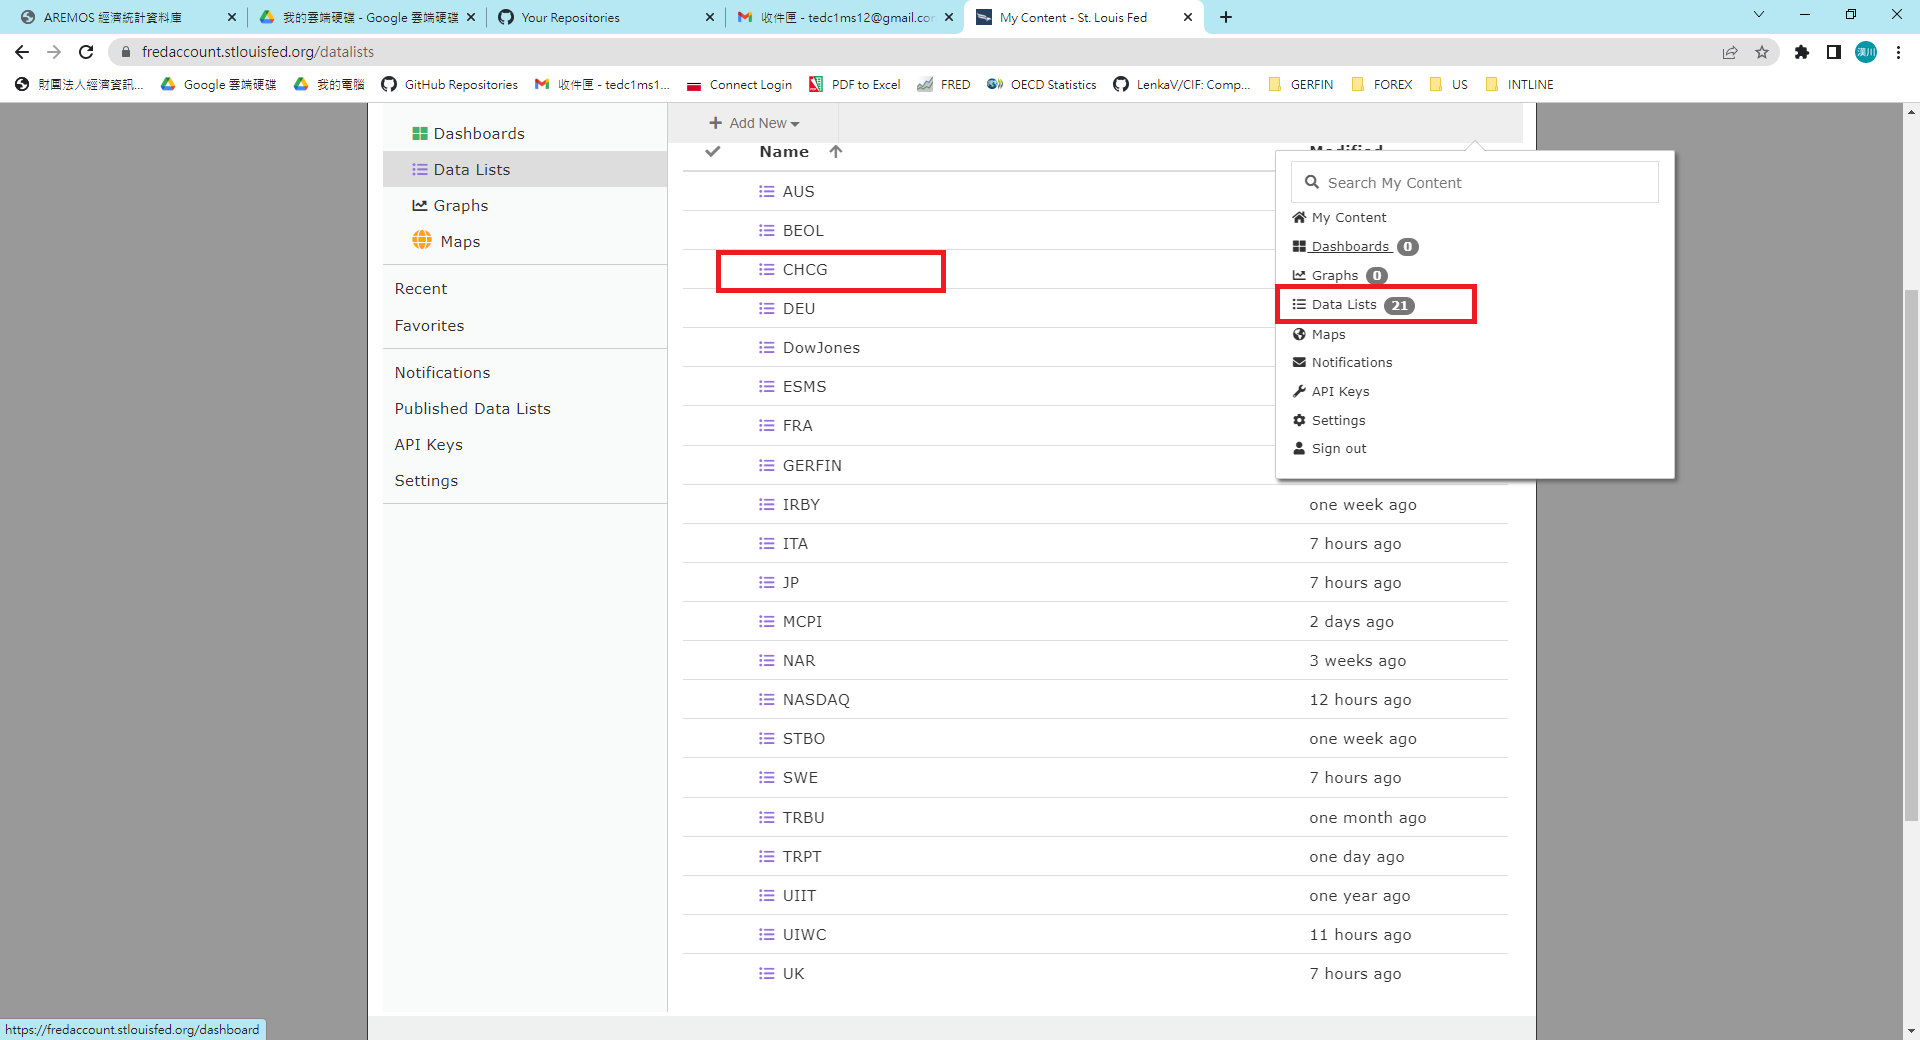 AREMOS 經濟統計資料庫
我的雲端硬碟 - Google 雲端硬碟
Your Repositories
收件匣 - tedc1ms12@gmail.cor
My Content - St. Louis Fed
fredaccount.stlouisfed.org/datalists
漢川
財團法人經濟資訊...
Google 雲端硬碟
我的電腦
GitHub Repositories
收件匣 - tedc1ms1...
Connect Login
PDF to Excel
FRED
OECD Statistics
LenkaV/CIF: Comp...
GERFIN
FOREX
US
INTLINE
Dashboards
Data Lists
Graphs
Maps
Recent
Favorites
Notifications
Published Data Lists
API Keys
Settings
Add New
Name
Modified
AUS
BEOL
CHCG
DEU
DowJones
ESMS
FRA
GERFIN
IRBY one week ago
ITA 7 hours ago
JP 7 hours ago
MCPI 2 days ago
NAR 3 weeks ago
NASDAQ 12 hours ago
STBO one week ago
SWE 7 hours ago
TRBU one month ago
TRPT one day ago
UIIT one year ago
UIWC 11 hours ago
UK 7 hours ago
Search My Content
My Content
Dashboards 0
Graphs 0
Data Lists 21
Maps
Notifications
API Keys
Settings
Sign out
https://fredaccount.stlouisfed.org/dashboard